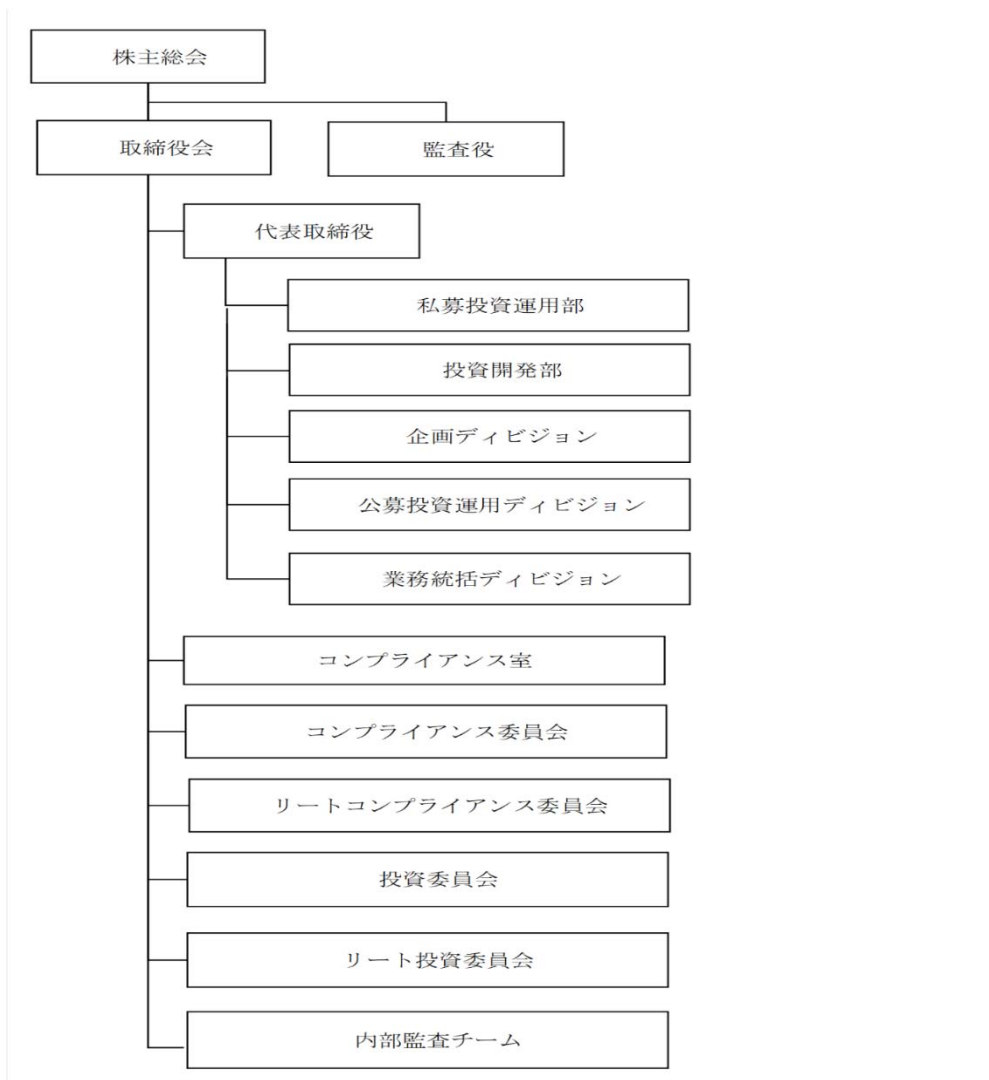 株主総会
取締役会
監査役
代表取締役
私募投資運用部
投資開発部
企画ディビジョン
公募投資運用ディビジョン
業務統括ディビジョン
コンプライアンス室
コンプライアンス委員会
リートコンプライアンス委員会
投資委員会
リート投資委員会
内部監査チーム